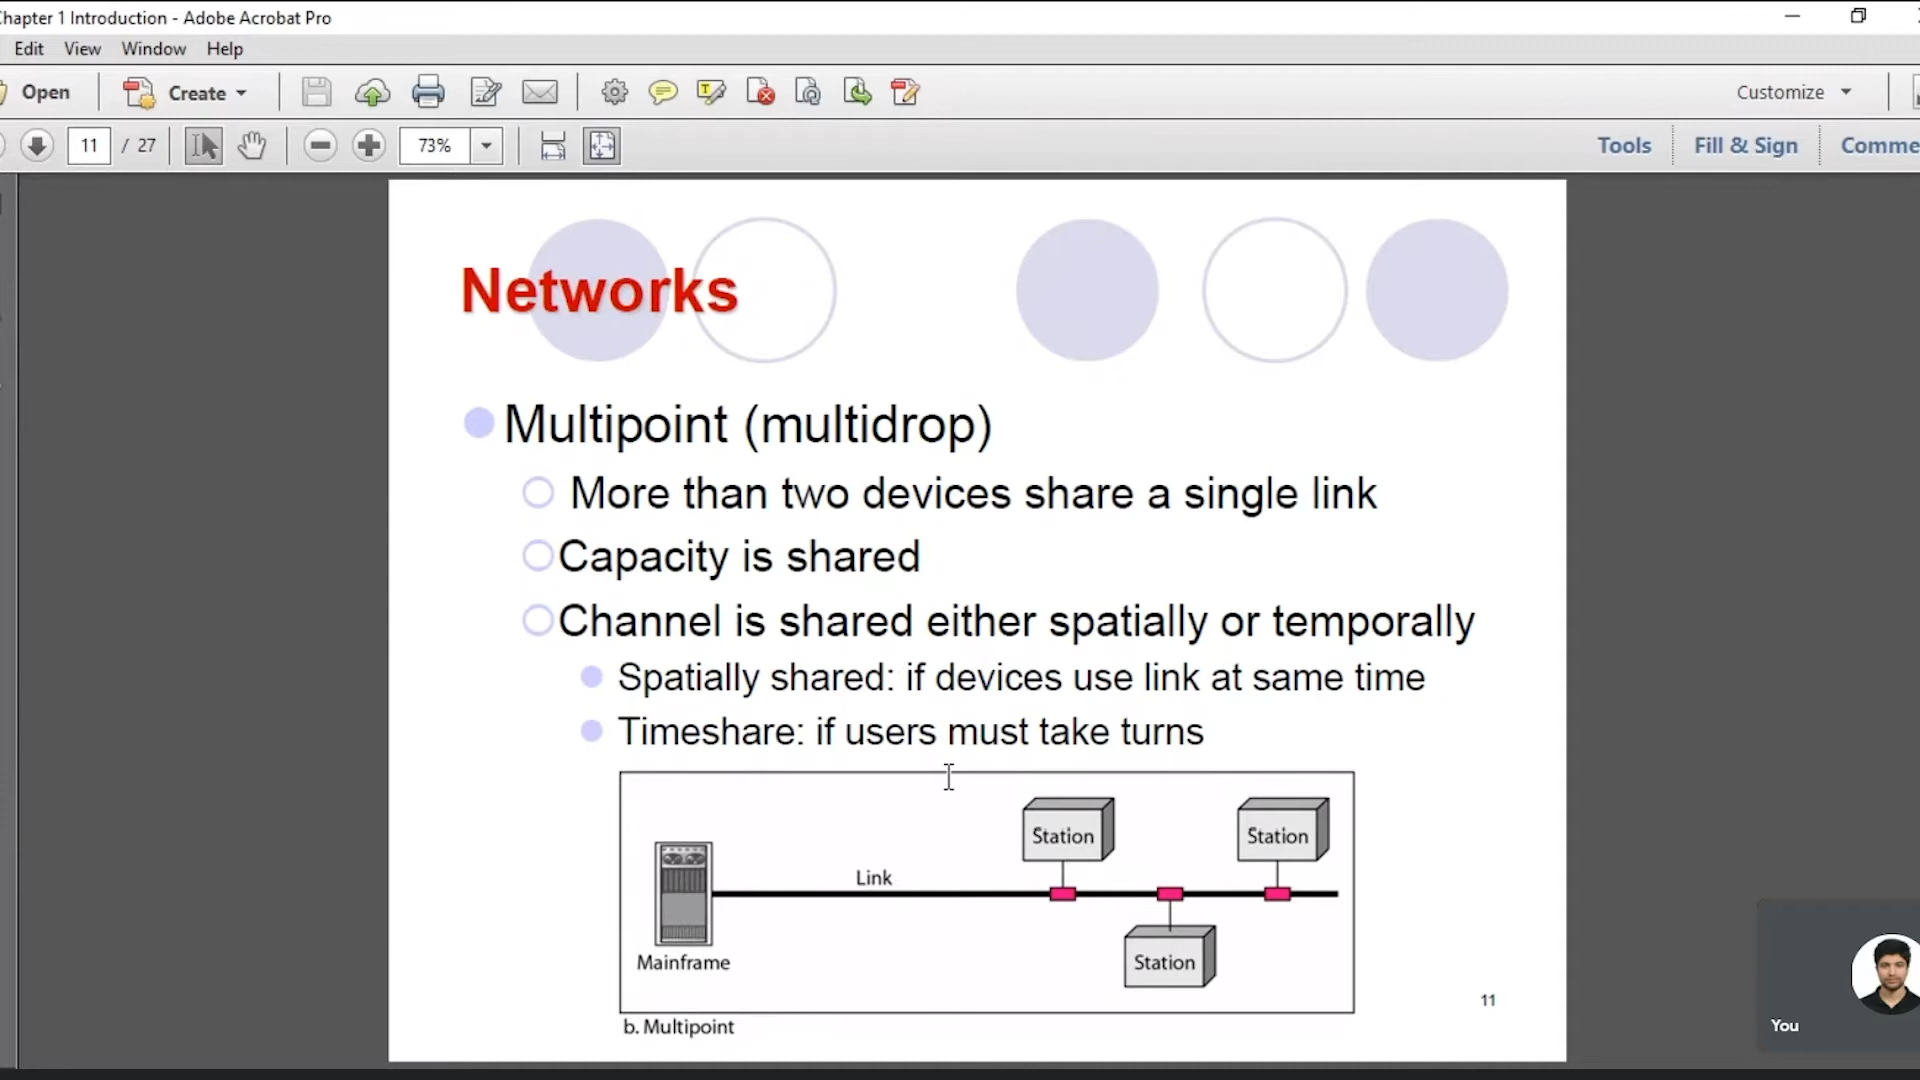 Chapter 1 Introduction - Adobe Acrobat Pro
Edit View Window Help
Open Create Customize
11 / 27 73% Tools Fill & Sign
Networks
Multipoint (multidrop)
More than two devices share a single link
Capacity is shared
Channel is shared either spatially or temporally
Spatially shared: if devices use link at same time
Timeshare: if users must take turns
Station Station
Link
Mainframe Station
11
b. Multipoint
You